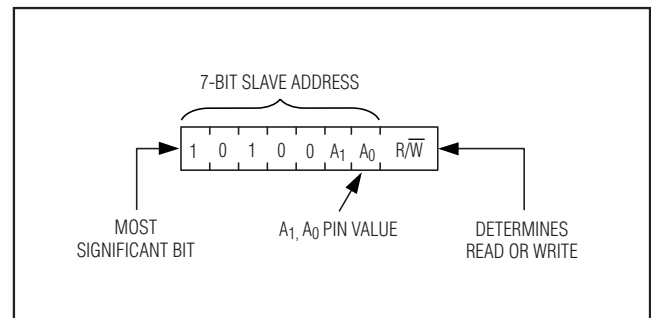 7-BIT SLAVE ADDRESS
1 0 1 0 0 A1 A0 R/W̅
MOST
SIGNIFICANT BIT
A1, A0 PIN VALUE
DETERMINES
READ OR WRITE